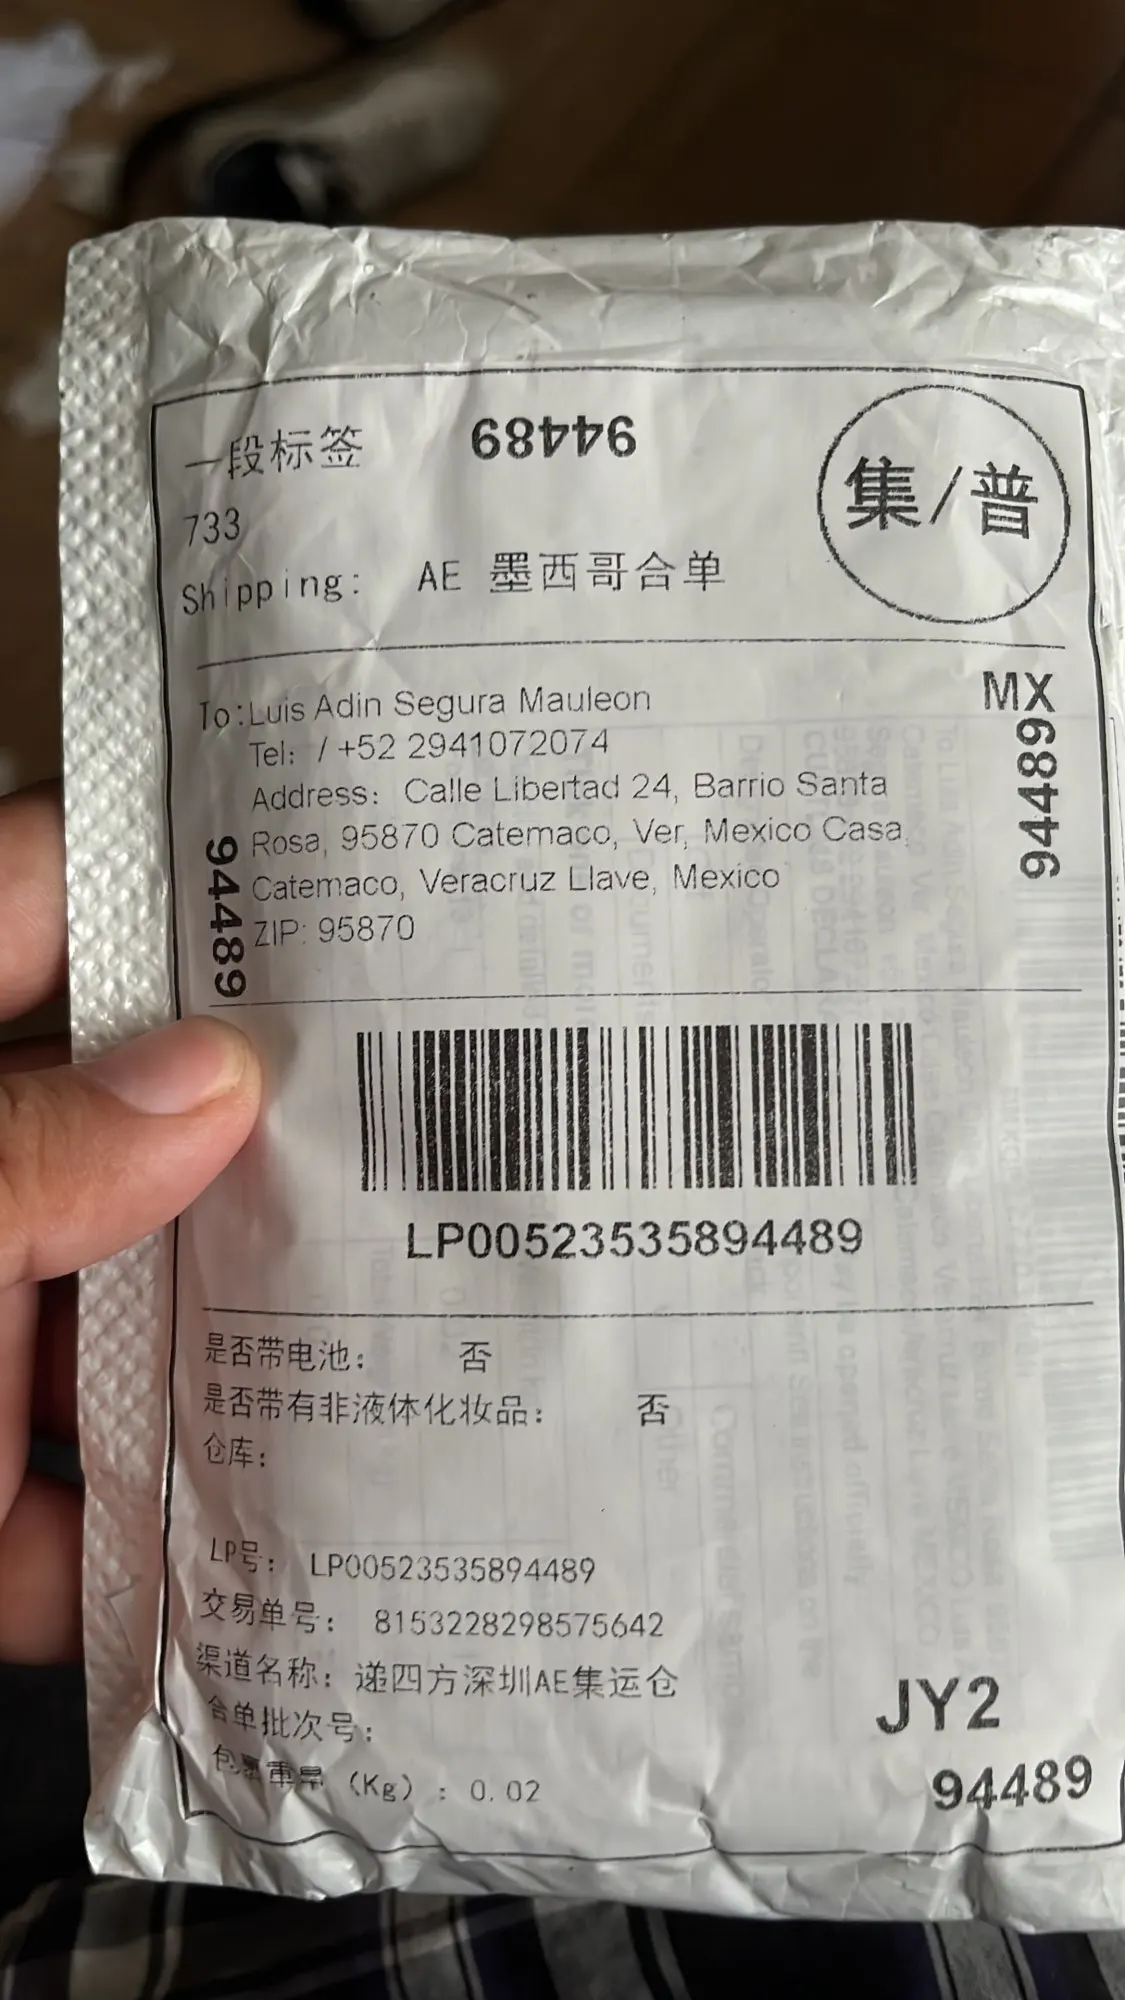 一段标签
94489
集/普
733
Shipping: AE 墨西哥合单
MX
94489
To:Luis Adin Segura Mauleon
Tel: / +52 2941072074
Address: Calle Libertad 24, Barrio Santa
Rosa, 95870 Catemaco, Ver, Mexico Casa,
Catemaco, Veracruz Llave, Mexico
ZIP: 95870
94489
LP00523535894489
是否带电池: 否
是否带有非液体化妆品: 否
仓库:
LP号: LP00523535894489
交易单号: 8153228298575642
渠道名称: 递四方深圳AE集运仓
合单批次号:
包裹重量 (Kg) : 0.02
JY2
94489